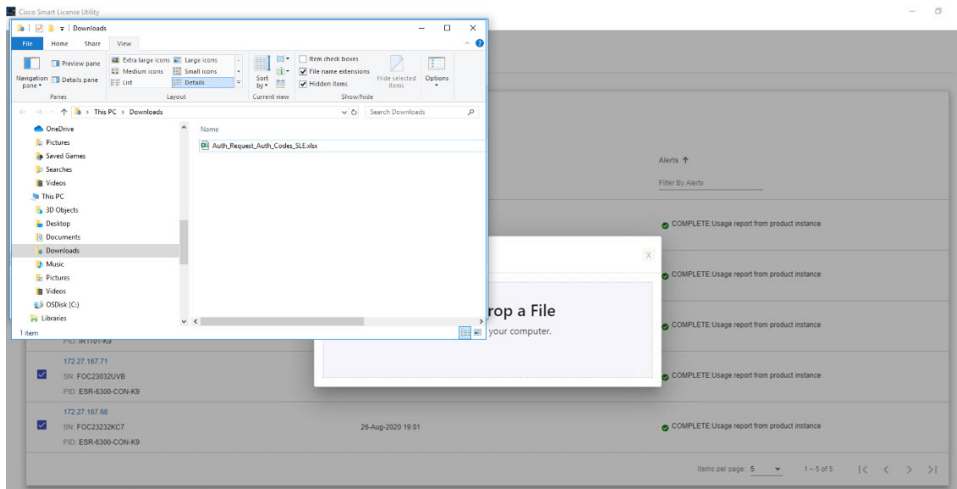 Coco Smart License Utility
Downloads
File Home Share View
Navigation pane
Preview pane
Details pane
Panes
Extra large icons Large icons
Medium icons Small icons
List Details
Layout
Sort by
Current view
Item check boxes
File name extensions
Hidden items
Hide selected items
Show/hide
Options
This PC > Downloads
Search Downloads
OneDrive
Pictures
Saved Games
Searches
Videos
This PC
3D Objects
Desktop
Documents
Downloads
Music
Pictures
Videos
OSDisk (C:)
Libraries
Name
Auth_Request_Auth_Codes_SLE.xlsx
1 item
Alerts ↑
Filter By Alerts
COMPLETE:Usage report from product instance
X
COMPLETE:Usage report from product instance
rop a File
your computer.
COMPLETE:Usage report from product instance
PID: IR1101-K9
172.27.167.71
SN: FOC23032UVB
PID: ESR-6300-CON-K9
COMPLETE:Usage report from product instance
172.27.167.68
SN: FOC23232KC7
PID: ESR-6300-CON-K9
26-Aug-2020 19:01
COMPLETE:Usage report from product instance
Items per page: 5 1 – 5 of 5